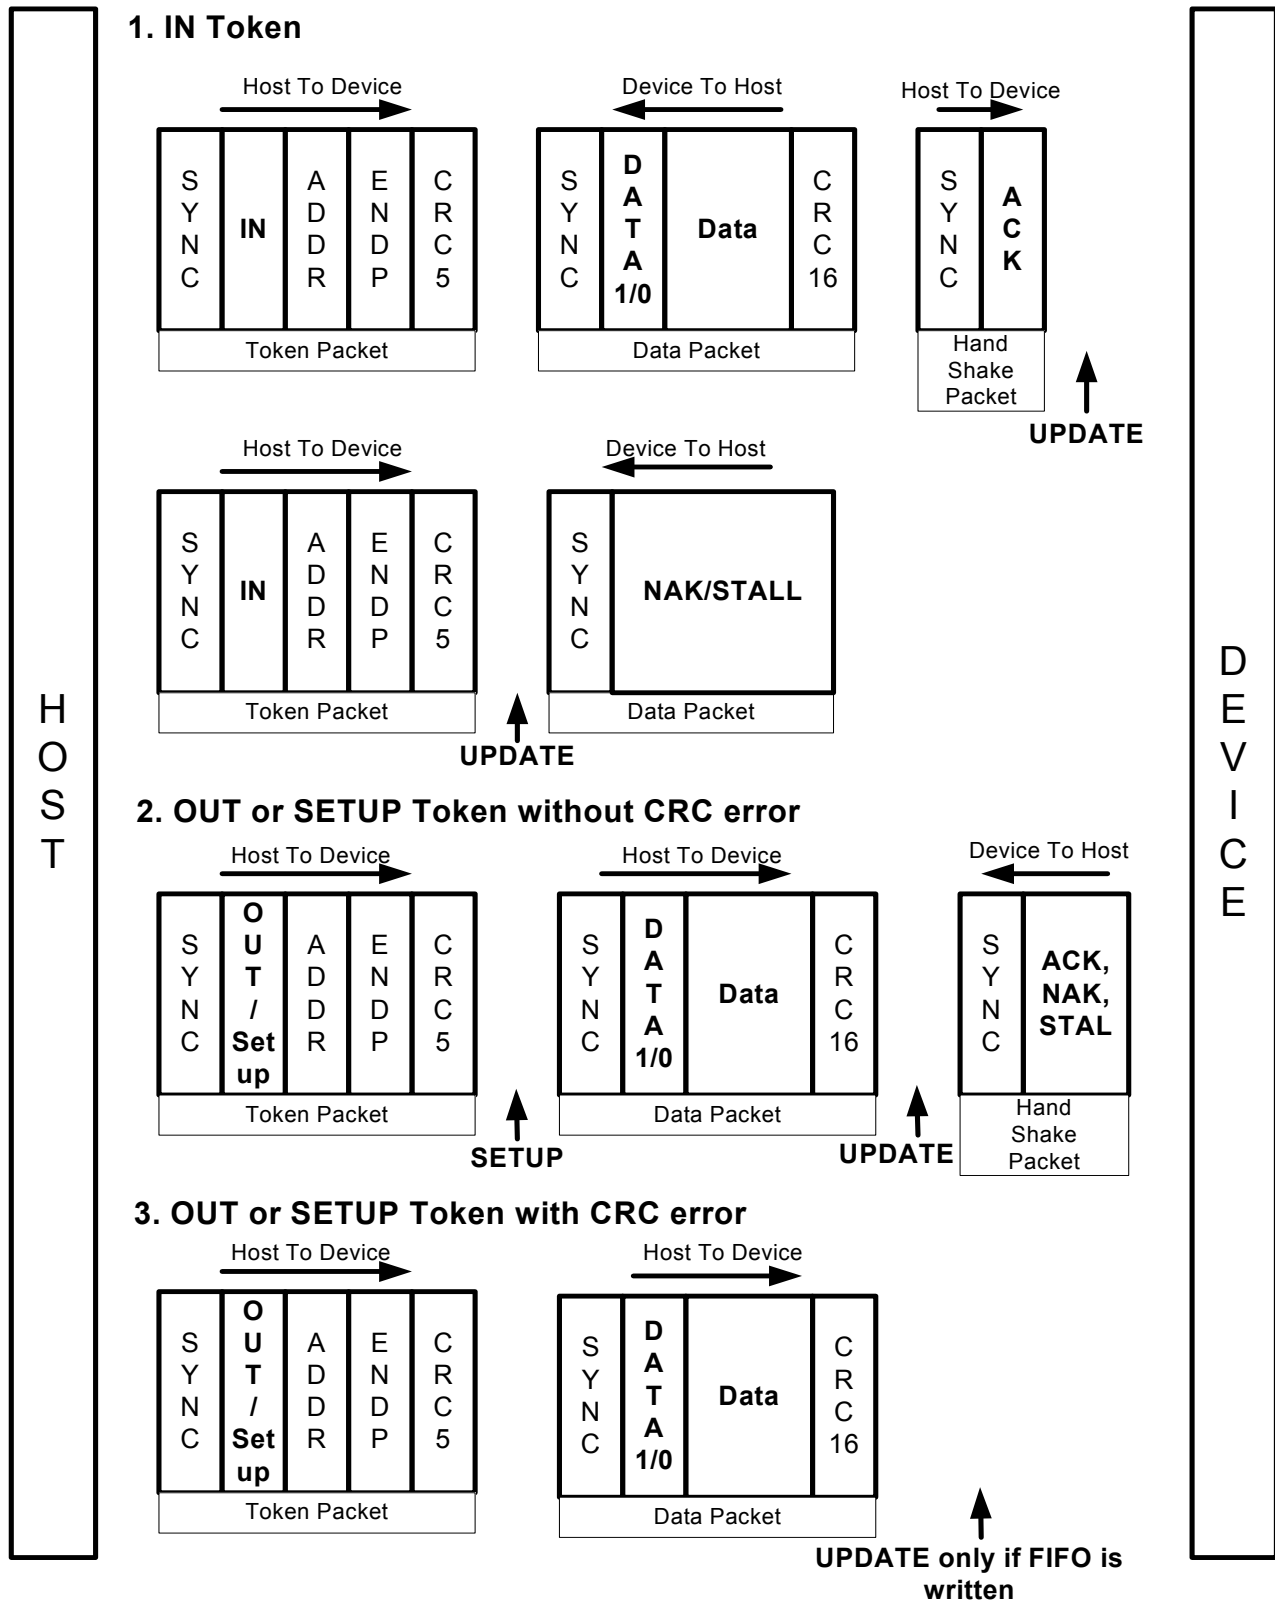 1. IN Token
Host To Device
Device To Host
Host To Device
SYNC
IN
ADDR
ENDP
CRC5
SYNC
DATA1/0
Data
CRC16
SYNC
ACK
Token Packet
Data Packet
Hand
Shake
Packet
UPDATE
Host To Device
Device To Host
SYNC
IN
ADDR
ENDP
CRC5
SYNC
NAK/STALL
Token Packet
Data Packet
UPDATE
HOST
DEVICE
2. OUT or SETUP Token without CRC error
Host To Device
Host To Device
Device To Host
SYNC
OUT/Setup
ADDR
ENDP
CRC5
SYNC
DATA1/0
Data
CRC16
SYNC
ACK,
NAK,
STAL
Token Packet
Data Packet
Hand
Shake
Packet
SETUP
UPDATE
3. OUT or SETUP Token with CRC error
Host To Device
Host To Device
SYNC
OUT/Setup
ADDR
ENDP
CRC5
SYNC
DATA1/0
Data
CRC16
Token Packet
Data Packet
UPDATE only if FIFO is
written